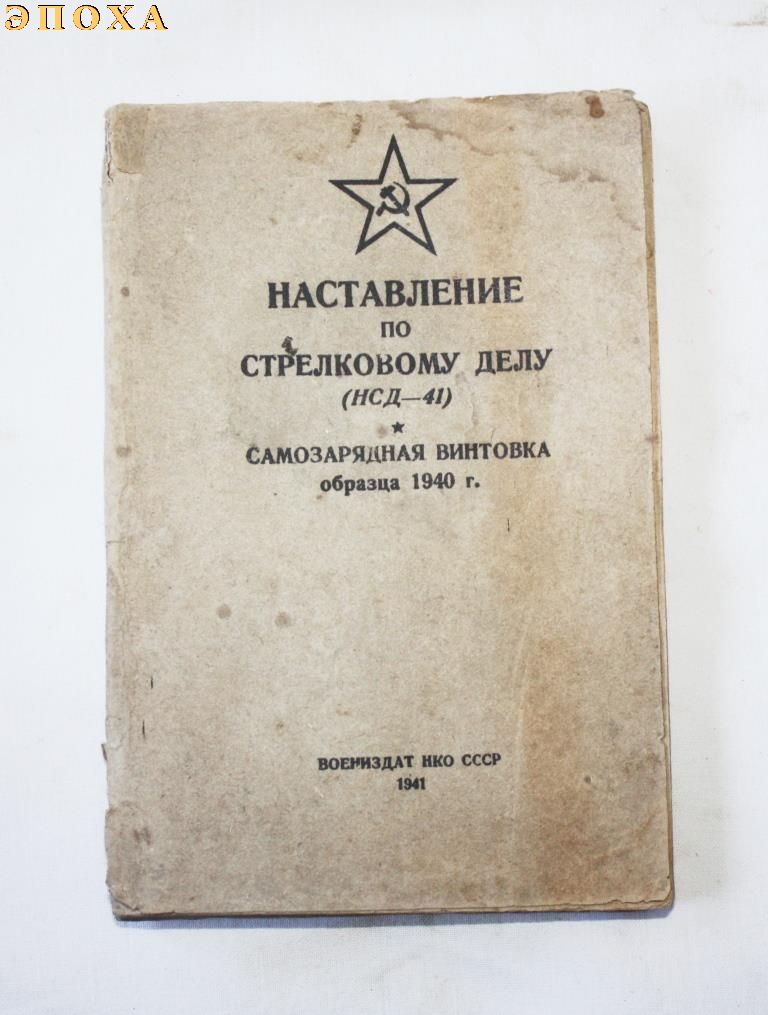 ЭПОХА
НАСТАВЛЕНИЕ
ПО
СТРЕЛКОВОМУ ДЕЛУ
(НСД—41)
САМОЗАРЯДНАЯ ВИНТОВКА
образца 1940 г.
ВОЕНИЗДАТ НКО СССР
1941